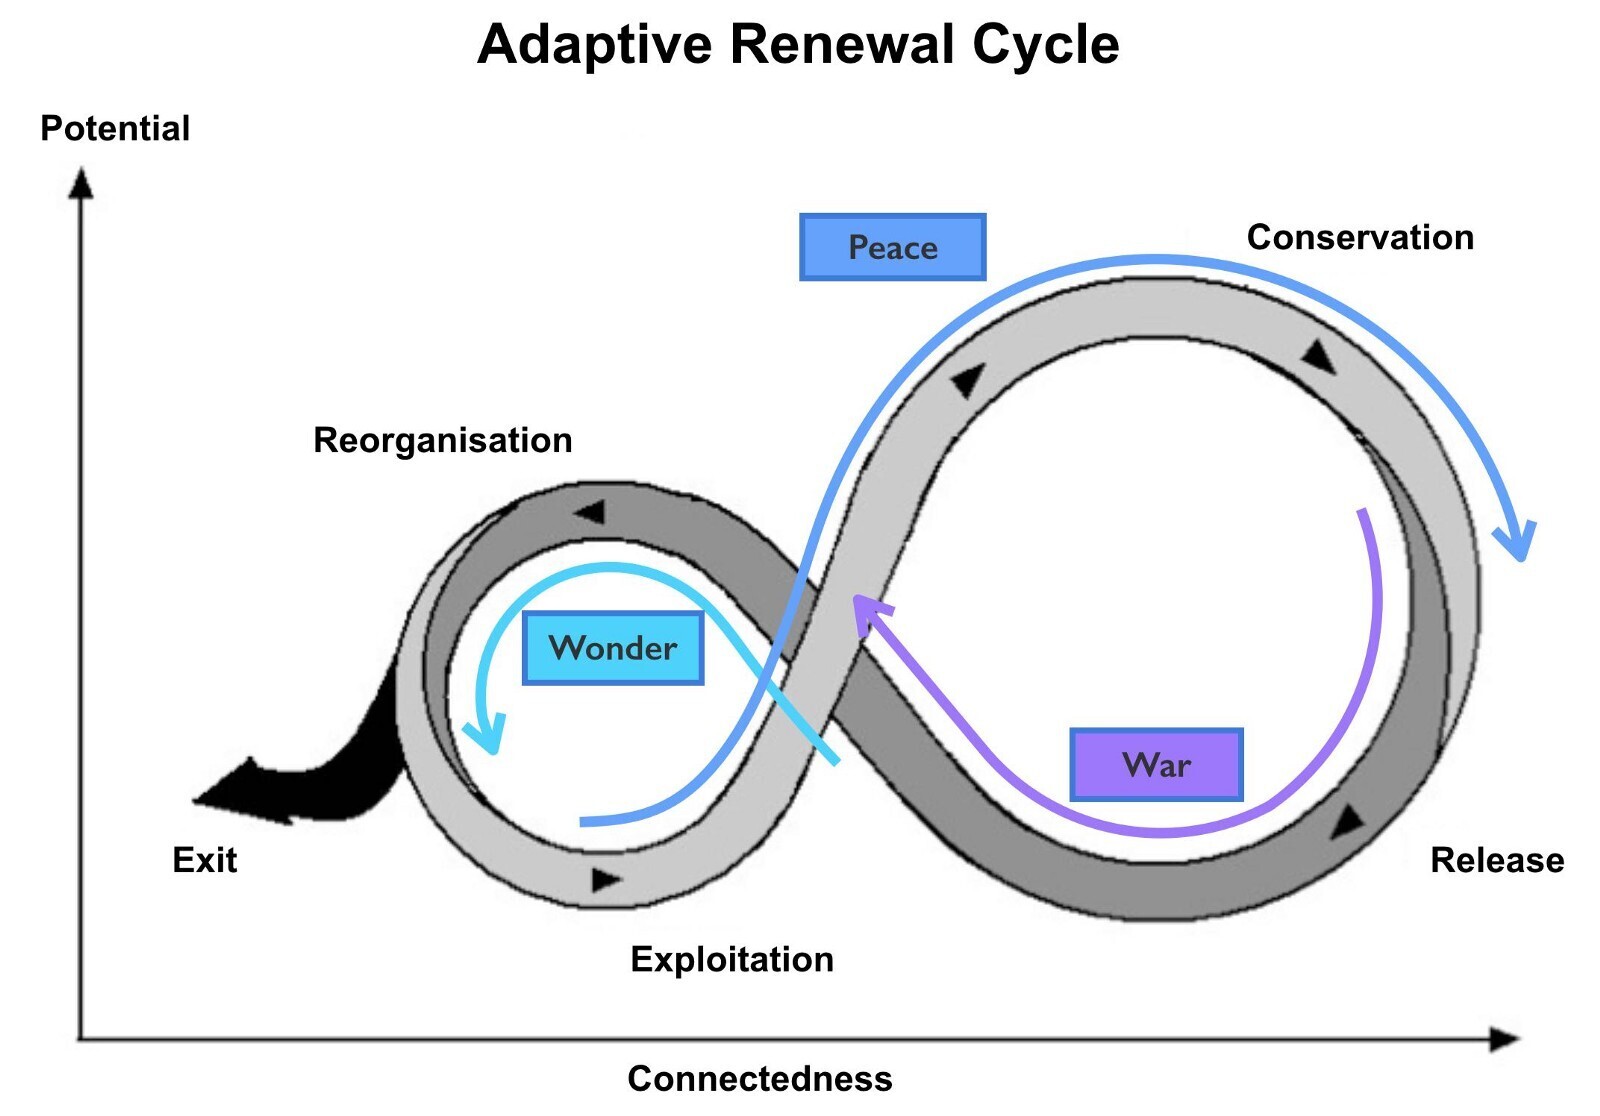 Adaptive Renewal Cycle
Potential
Peace
Conservation
Reorganisation
Wonder
War
Exit
Release
Exploitation
Connectedness